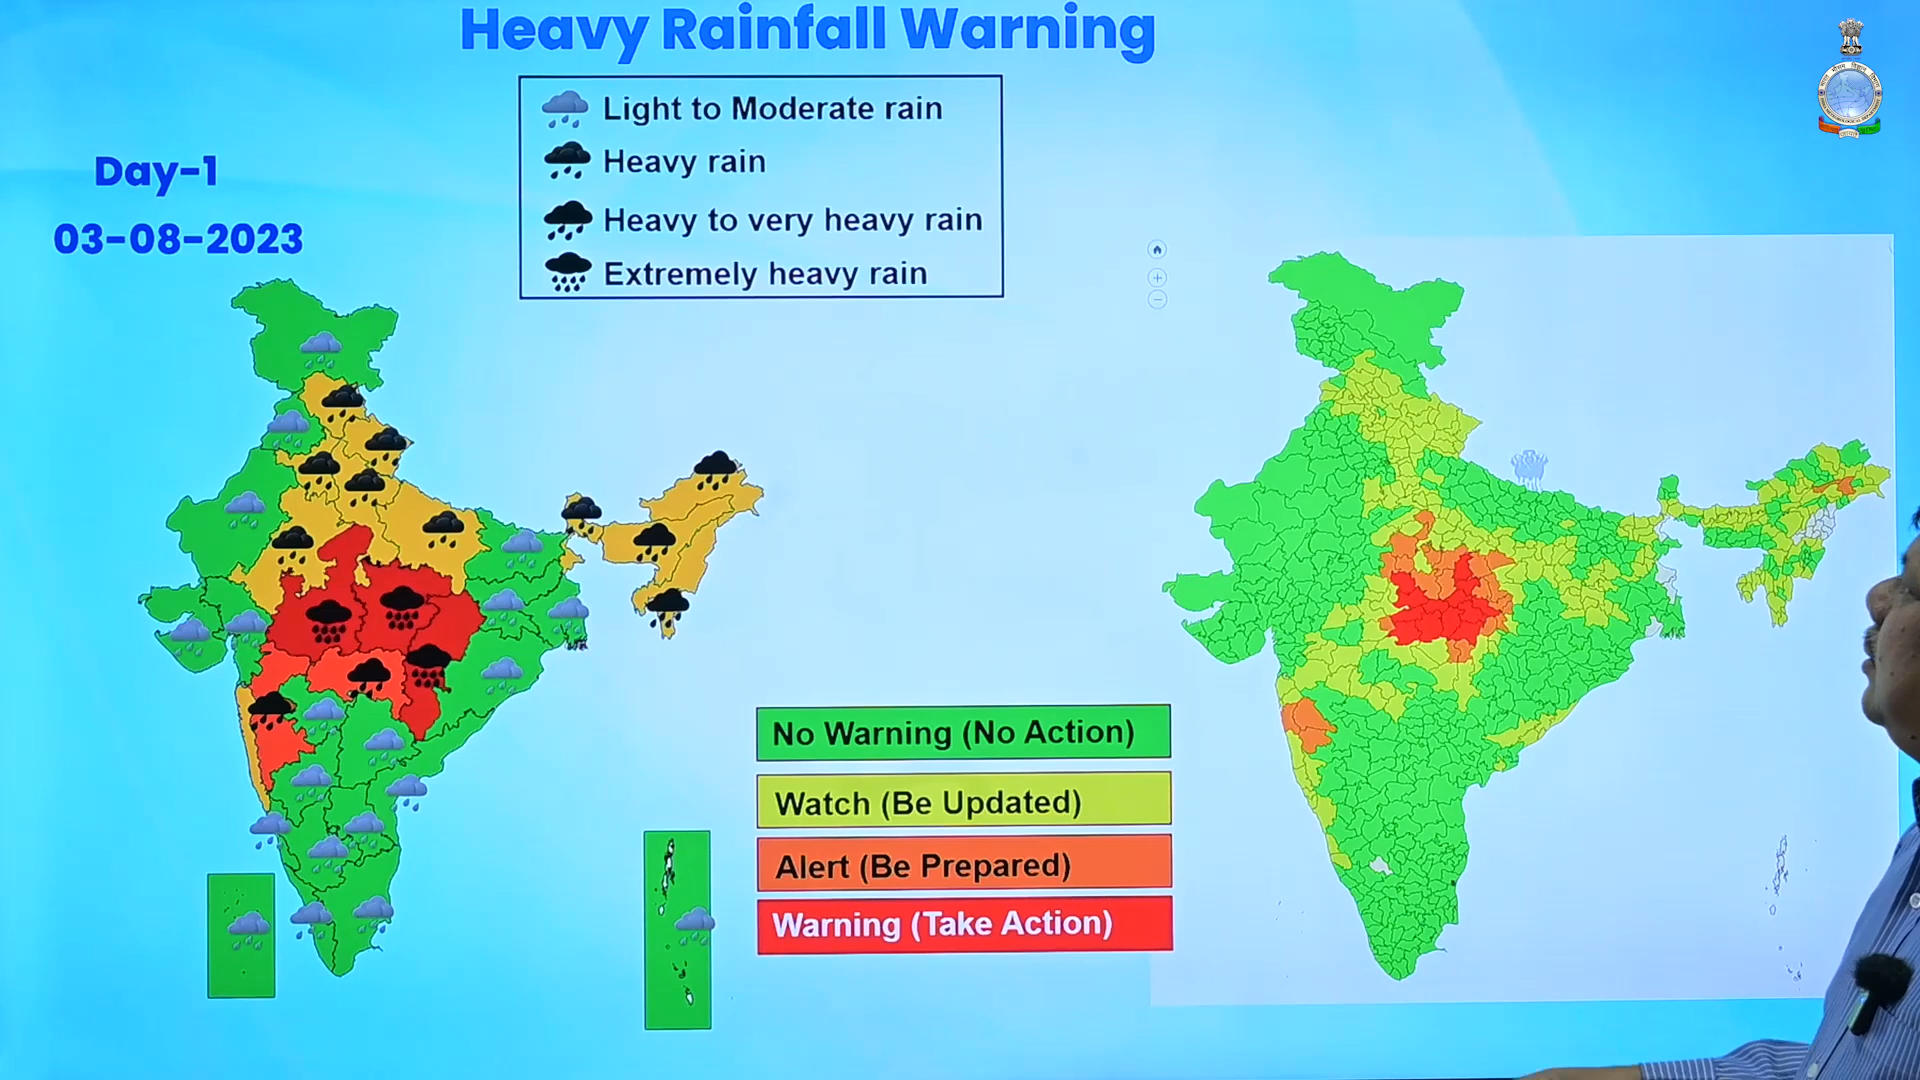 Heavy Rainfall Warning
Light to Moderate rain
Heavy rain
Heavy to very heavy rain
Extremely heavy rain
Day-1
03-08-2023
No Warning (No Action)
Watch (Be Updated)
Alert (Be Prepared)
Warning (Take Action)